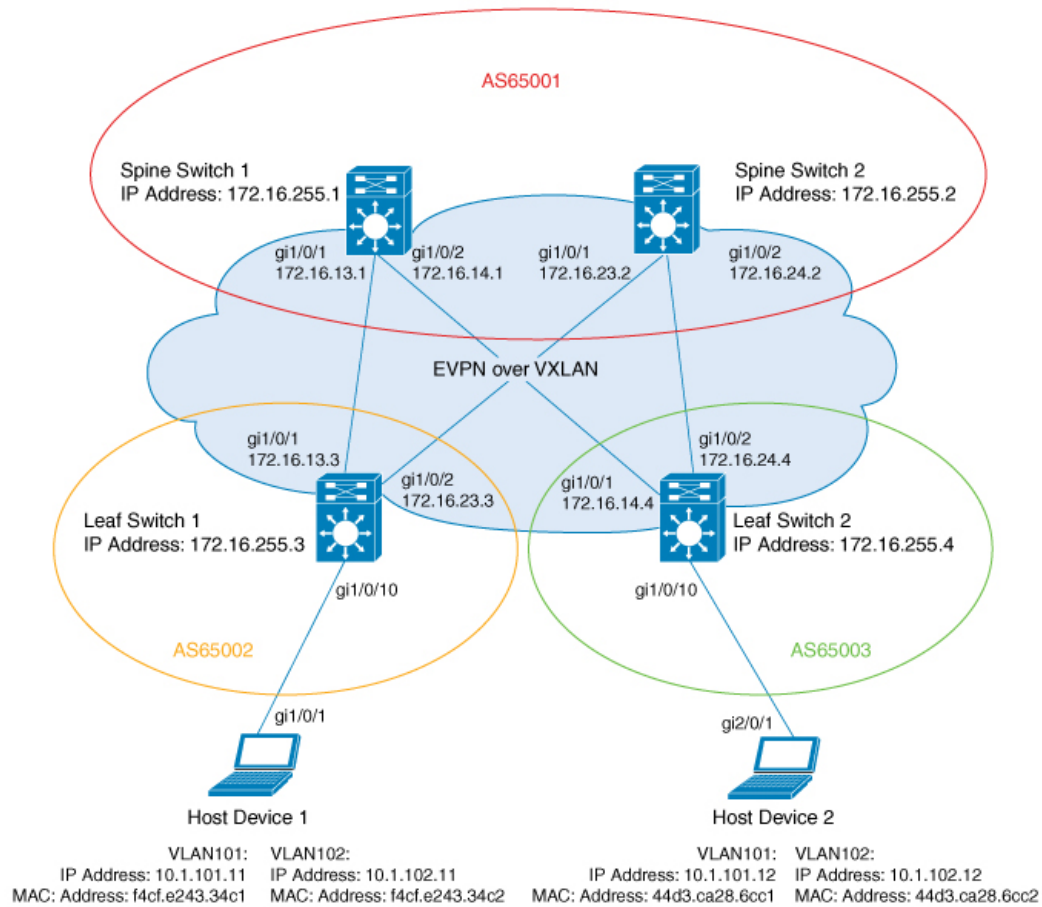 AS65001
Spine Switch 1
IP Address: 172.16.255.1
Spine Switch 2
IP Address: 172.16.255.2
gi1/0/1
172.16.13.1
gi1/0/2
172.16.14.1
gi1/0/1
172.16.23.2
gi1/0/2
172.16.24.2
EVPN over VXLAN
gi1/0/1
172.16.13.3
gi1/0/2
172.16.23.3
gi1/0/1
172.16.14.4
gi1/0/2
172.16.24.4
Leaf Switch 1
IP Address: 172.16.255.3
Leaf Switch 2
IP Address: 172.16.255.4
gi1/0/10
gi1/0/10
AS65002
AS65003
gi1/0/1
gi2/0/1
Host Device 1
Host Device 2
VLAN101:
IP Address: 10.1.101.11
MAC: Address: f4cf.e243.34c1
VLAN102:
IP Address: 10.1.102.11
MAC: Address: f4cf.e243.34c2
VLAN101:
IP Address: 10.1.101.12
MAC: Address: 44d3.ca28.6cc1
VLAN102:
IP Address: 10.1.102.12
MAC: Address: 44d3.ca28.6cc2